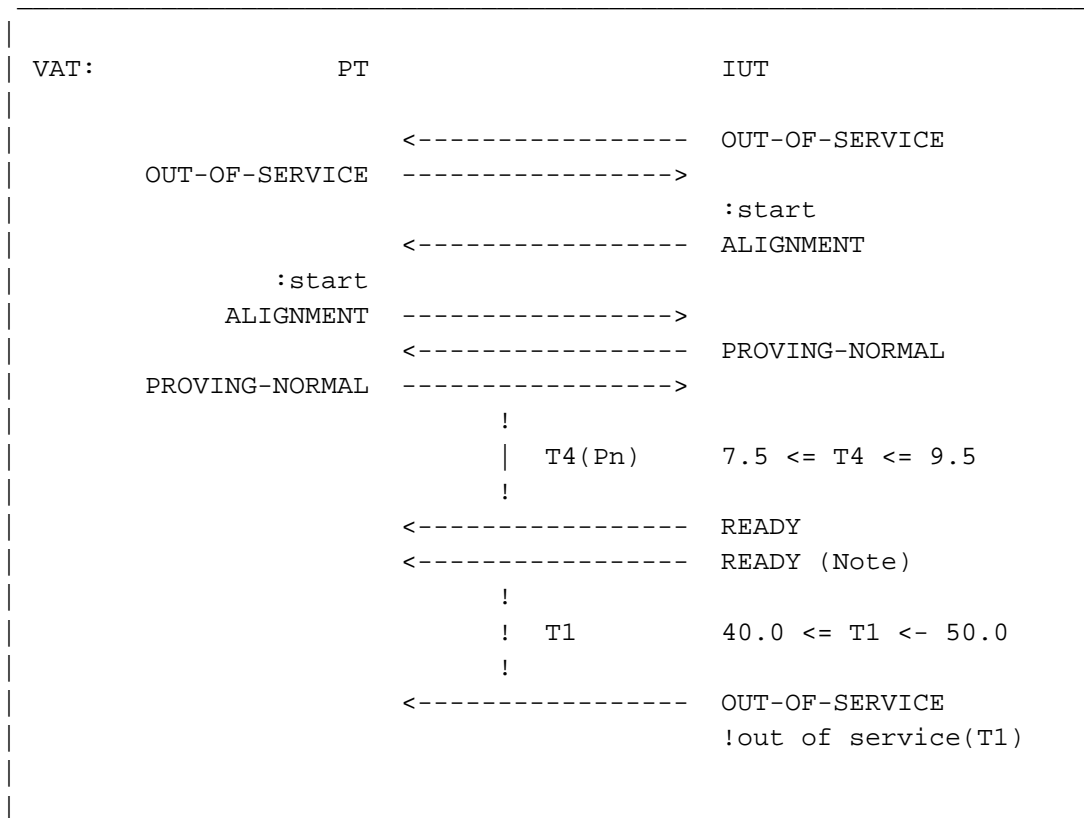 VAT: PT IUT
<----------------- OUT-OF-SERVICE
OUT-OF-SERVICE ----------------->
:start
<----------------- ALIGNMENT
:start
ALIGNMENT ----------------->
<----------------- PROVING-NORMAL
PROVING-NORMAL ----------------->
!
| T4(Pn) 7.5 <= T4 <= 9.5
!
<----------------- READY
<----------------- READY (Note)
!
! T1 40.0 <= T1 <- 50.0
!
<----------------- OUT-OF-SERVICE
!out of service(T1)